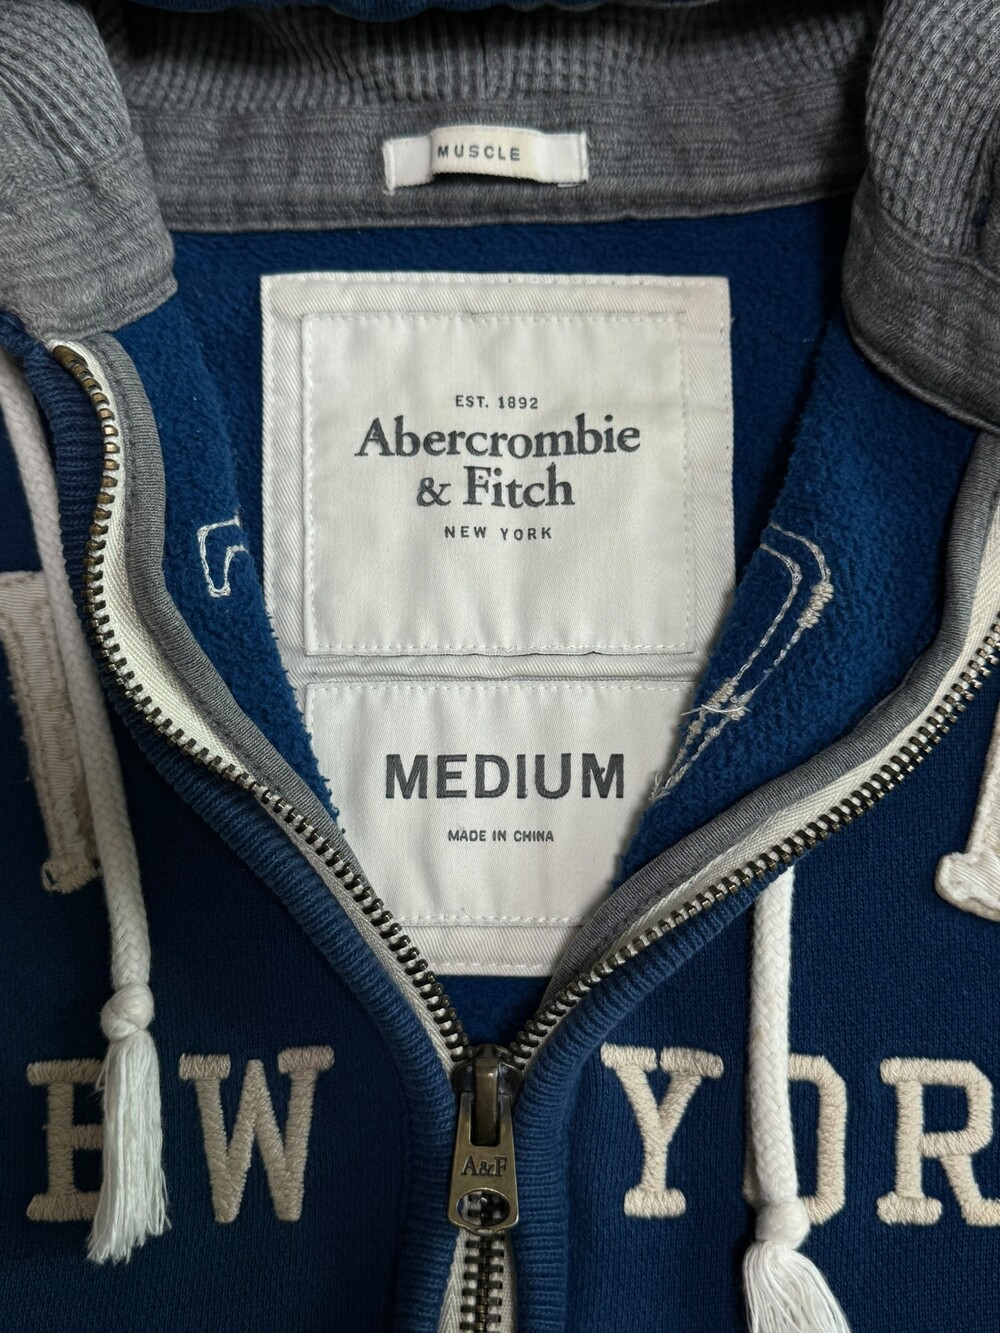 MUSCLE
EST. 1892
Abercrombie
& Fitch
NEW YORK
MEDIUM
MADE IN CHINA
EW YOR
A&F